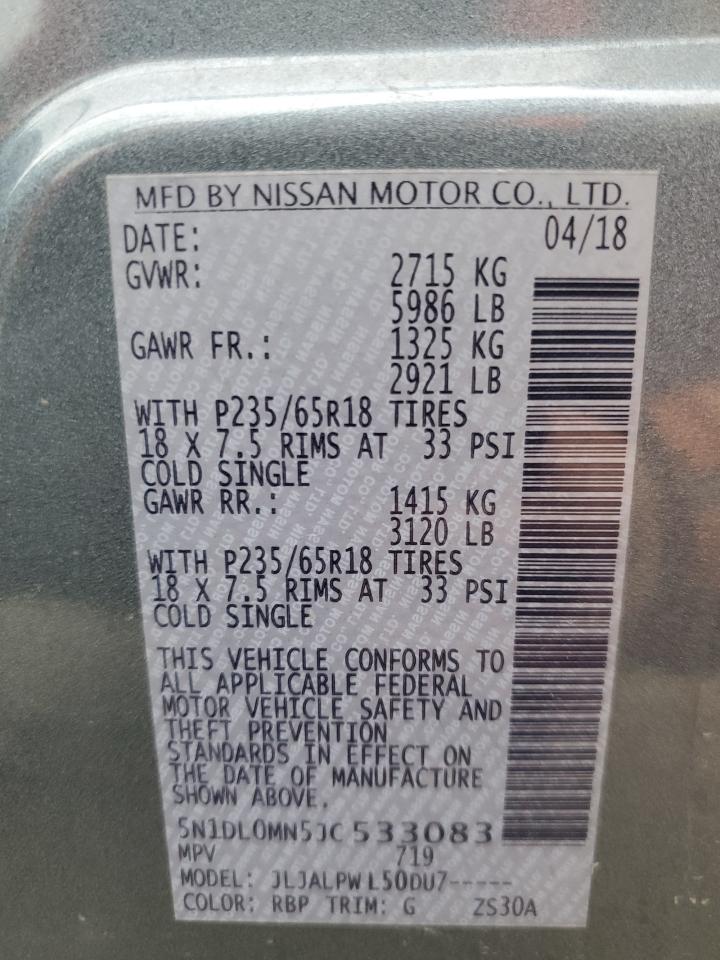 MFD BY NISSAN MOTOR CO., LTD.
DATE: 04/18
GVWR: 2715 KG
5986 LB
GAWR FR.: 1325 KG
2921 LB
WITH P235/65R18 TIRES
18 X 7.5 RIMS AT 33 PSI
COLD SINGLE
GAWR RR.: 1415 KG
3120 LB
WITH P235/65R18 TIRES
18 X 7.5 RIMS AT 33 PSI
COLD SINGLE
THIS VEHICLE CONFORMS TO
ALL APPLICABLE FEDERAL
MOTOR VEHICLE SAFETY AND
THEFT PREVENTION
STANDARDS IN EFFECT ON
THE DATE OF MANUFACTURE
SHOWN ABOVE.
5N1DL0MN5JC533083
MPV 719
MODEL: JLJALPWL50DU7-----
COLOR: RBP TRIM: G ZS30A